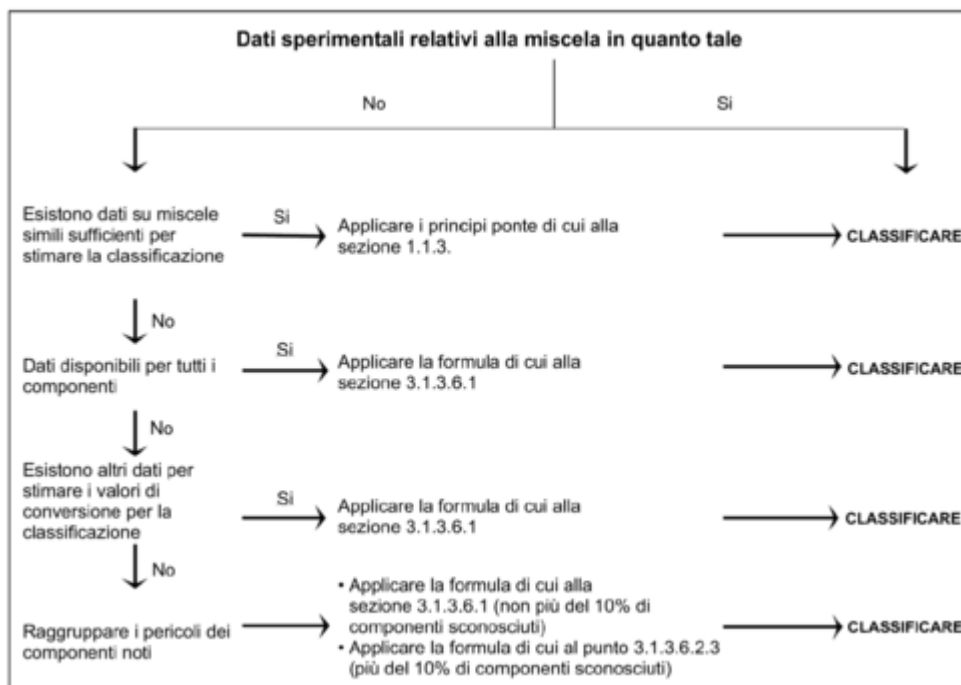 Dati sperimentali relativi alla miscela in quanto tale
No
Si
Esistono dati su miscele
simili sufficienti per
stimare la classificazione
Si
Applicare i principi ponte di cui alla
sezione 1.1.3.
CLASSIFICARE
No
Dati disponibili per tutti i
componenti
Si
Applicare la formula di cui alla
sezione 3.1.3.6.1
CLASSIFICARE
No
Esistono altri dati per
stimare i valori di
conversione per la
classificazione
Si
Applicare la formula di cui alla
sezione 3.1.3.6.1
CLASSIFICARE
No
Raggruppare i pericoli dei
componenti noti
• Applicare la formula di cui alla
sezione 3.1.3.6.1 (non più del 10% di
componenti sconosciuti)
• Applicare la formula di cui al punto 3.1.3.6.2.3
(più del 10% di componenti sconosciuti)
CLASSIFICARE